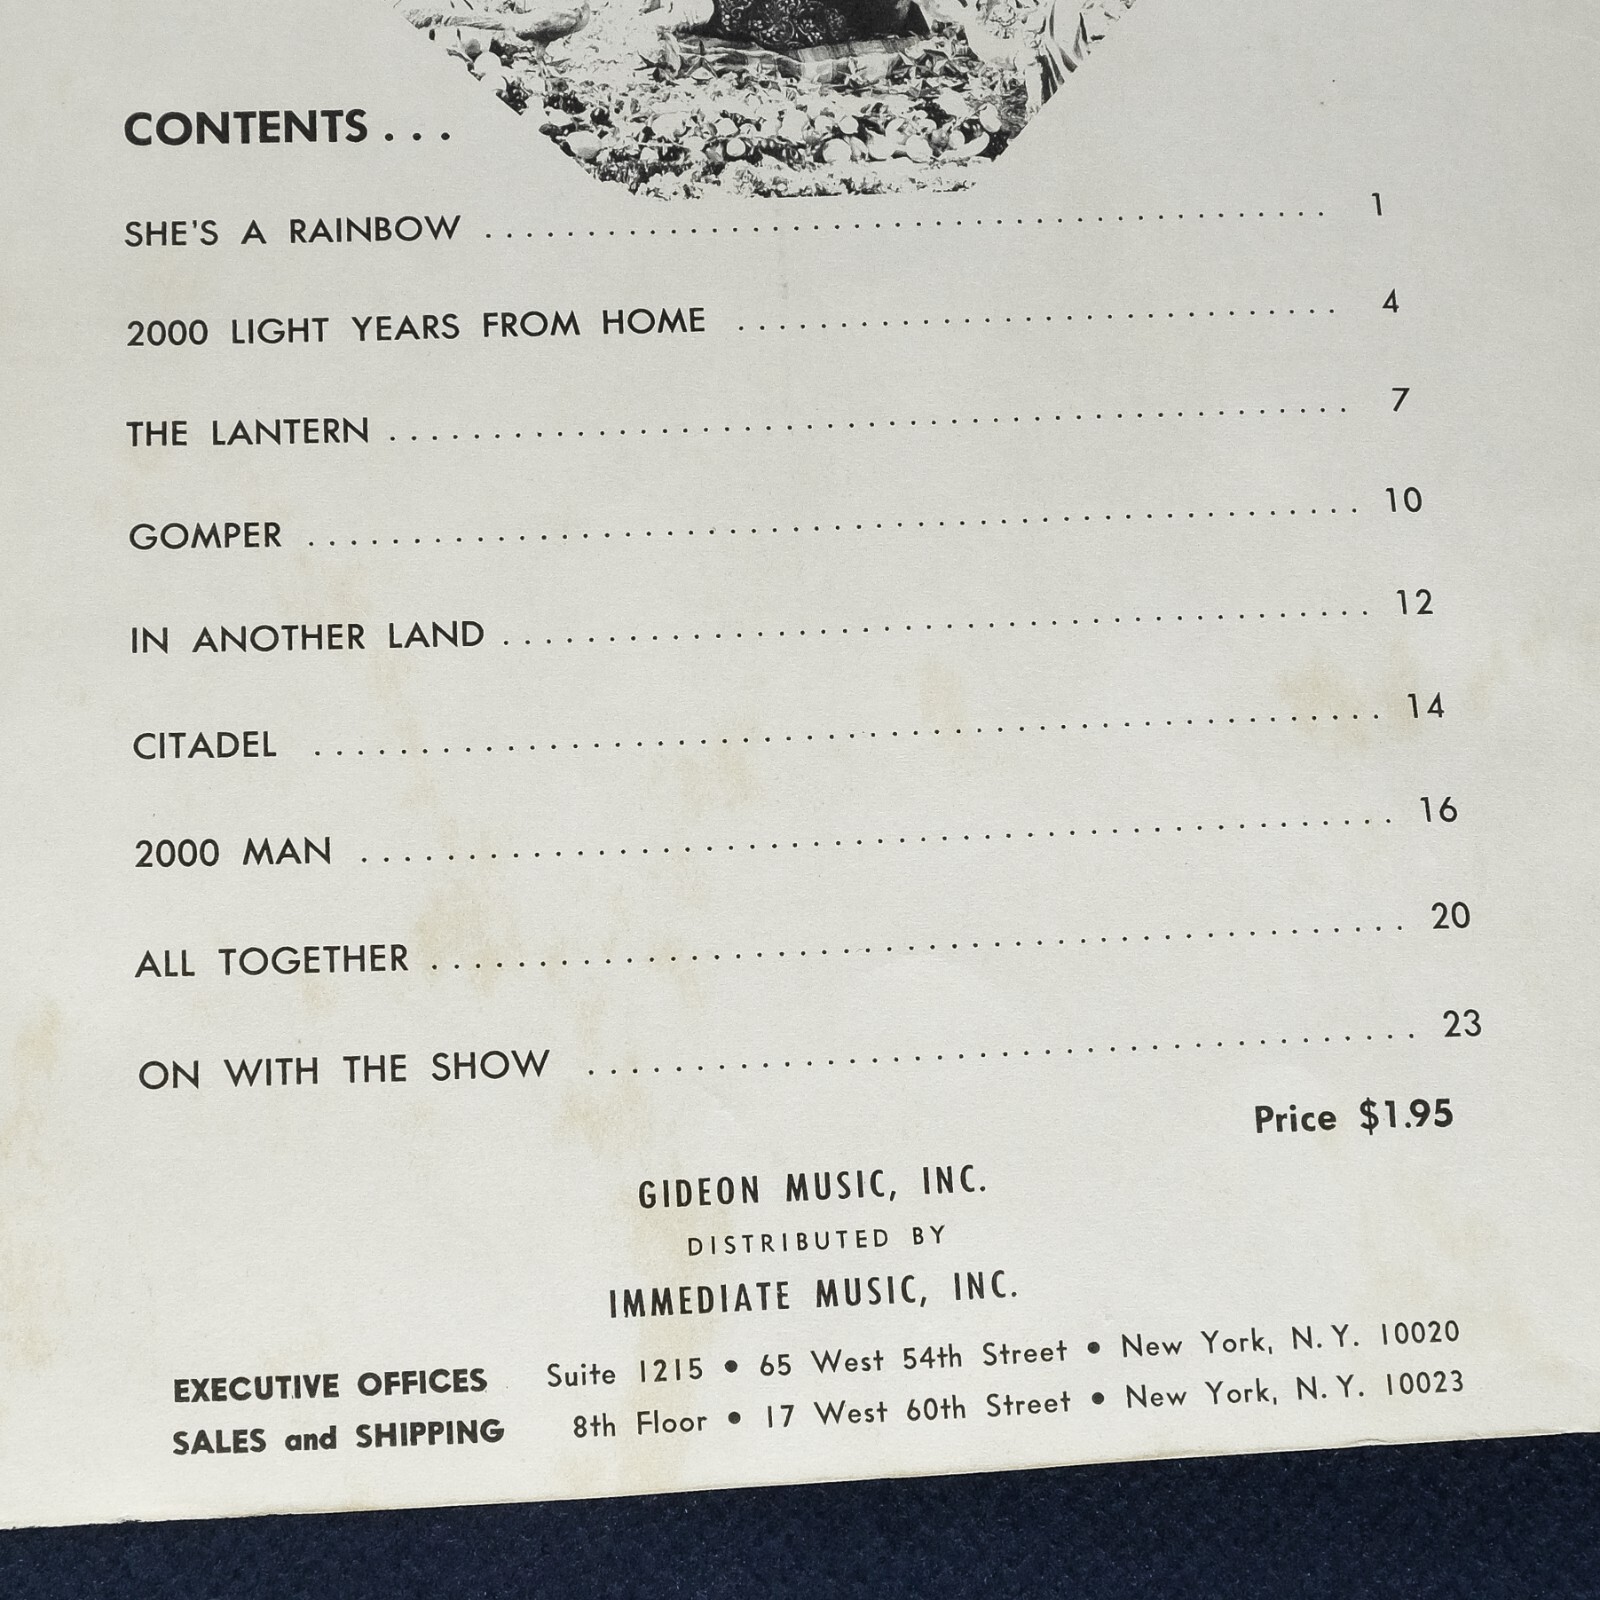 CONTENTS . . .
SHE'S A RAINBOW . . . . . . . . . . . . . . . . . . . . . . . . . . . . . . . 1
2000 LIGHT YEARS FROM HOME . . . . . . . . . . . . . . . . . . . . . . 4
THE LANTERN . . . . . . . . . . . . . . . . . . . . . . . . . . . . . . . . . . . 7
GOMPER . . . . . . . . . . . . . . . . . . . . . . . . . . . . . . . . . . . . . . . 10
IN ANOTHER LAND . . . . . . . . . . . . . . . . . . . . . . . . . . . . . . . . 12
CITADEL . . . . . . . . . . . . . . . . . . . . . . . . . . . . . . . . . . . . . . . 14
2000 MAN . . . . . . . . . . . . . . . . . . . . . . . . . . . . . . . . . . . . . . 16
ALL TOGETHER . . . . . . . . . . . . . . . . . . . . . . . . . . . . . . . . . . . 20
ON WITH THE SHOW . . . . . . . . . . . . . . . . . . . . . . . . . . . . . . 23
Price $1.95
GIDEON MUSIC, INC.
DISTRIBUTED BY
IMMEDIATE MUSIC, INC.
EXECUTIVE OFFICES Suite 1215 • 65 West 54th Street • New York, N. Y. 10020
SALES and SHIPPING 8th Floor • 17 West 60th Street • New York, N. Y. 10023